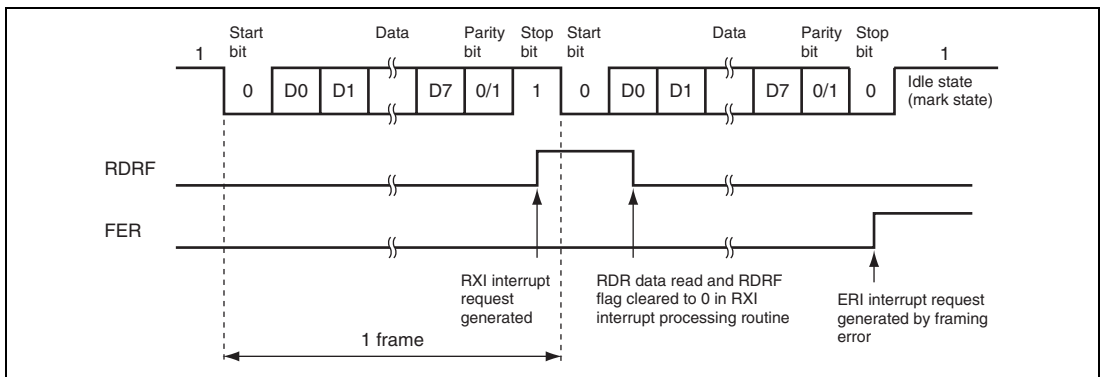 1
Start bit
Data
Parity bit
Stop bit
Start bit
Data
Parity bit
Stop bit
1
0 D0 D1 D7 0/1 1 0 D0 D1 D7 0/1 0
Idle state
(mark state)
RDRF
FER
RXI interrupt
request
generated
RDR data read and RDRF
flag cleared to 0 in RXI
interrupt processing routine
ERI interrupt request
generated by framing
error
1 frame